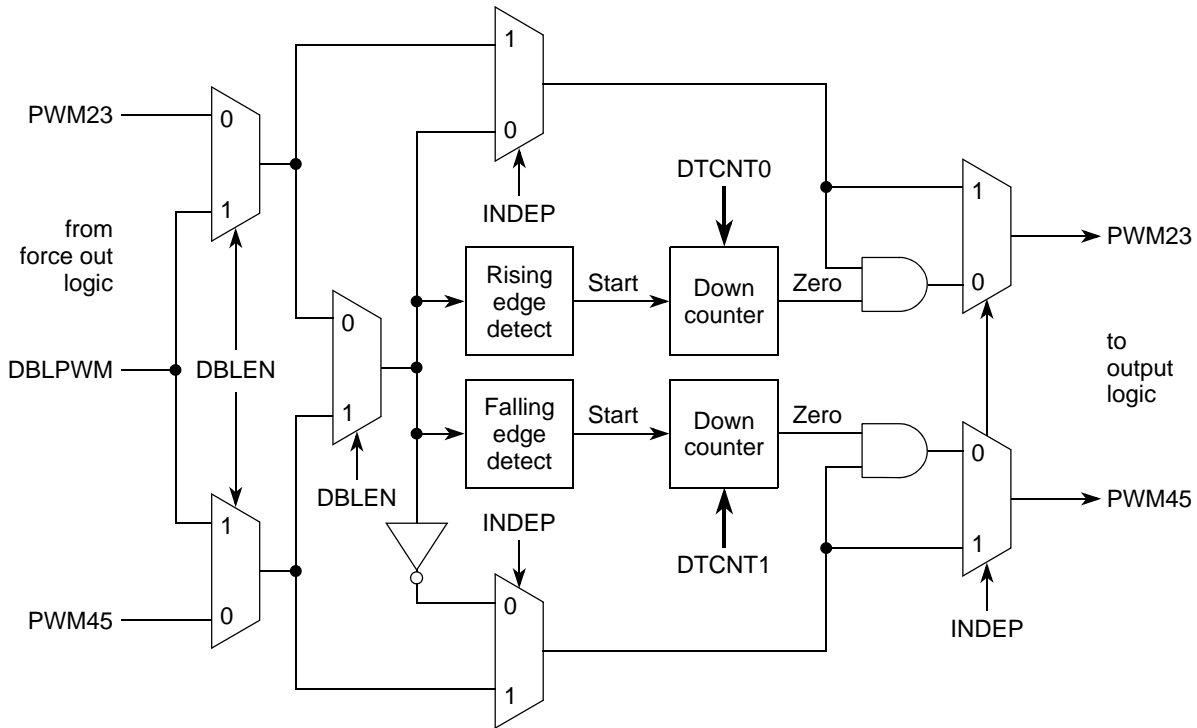 1
PWM23
0
0
DTCNT0
1
INDEP
1
PWM23
from
force out
logic
Rising
edge
detect
Start
Down
counter
Zero
0
0
to
output
logic
DBLPWM
DBLEN
1
Falling
edge
detect
Start
Down
counter
Zero
0
DBLEN
INDEP
PWM45
1
DTCNT1
1
0
PWM45
0
INDEP
1